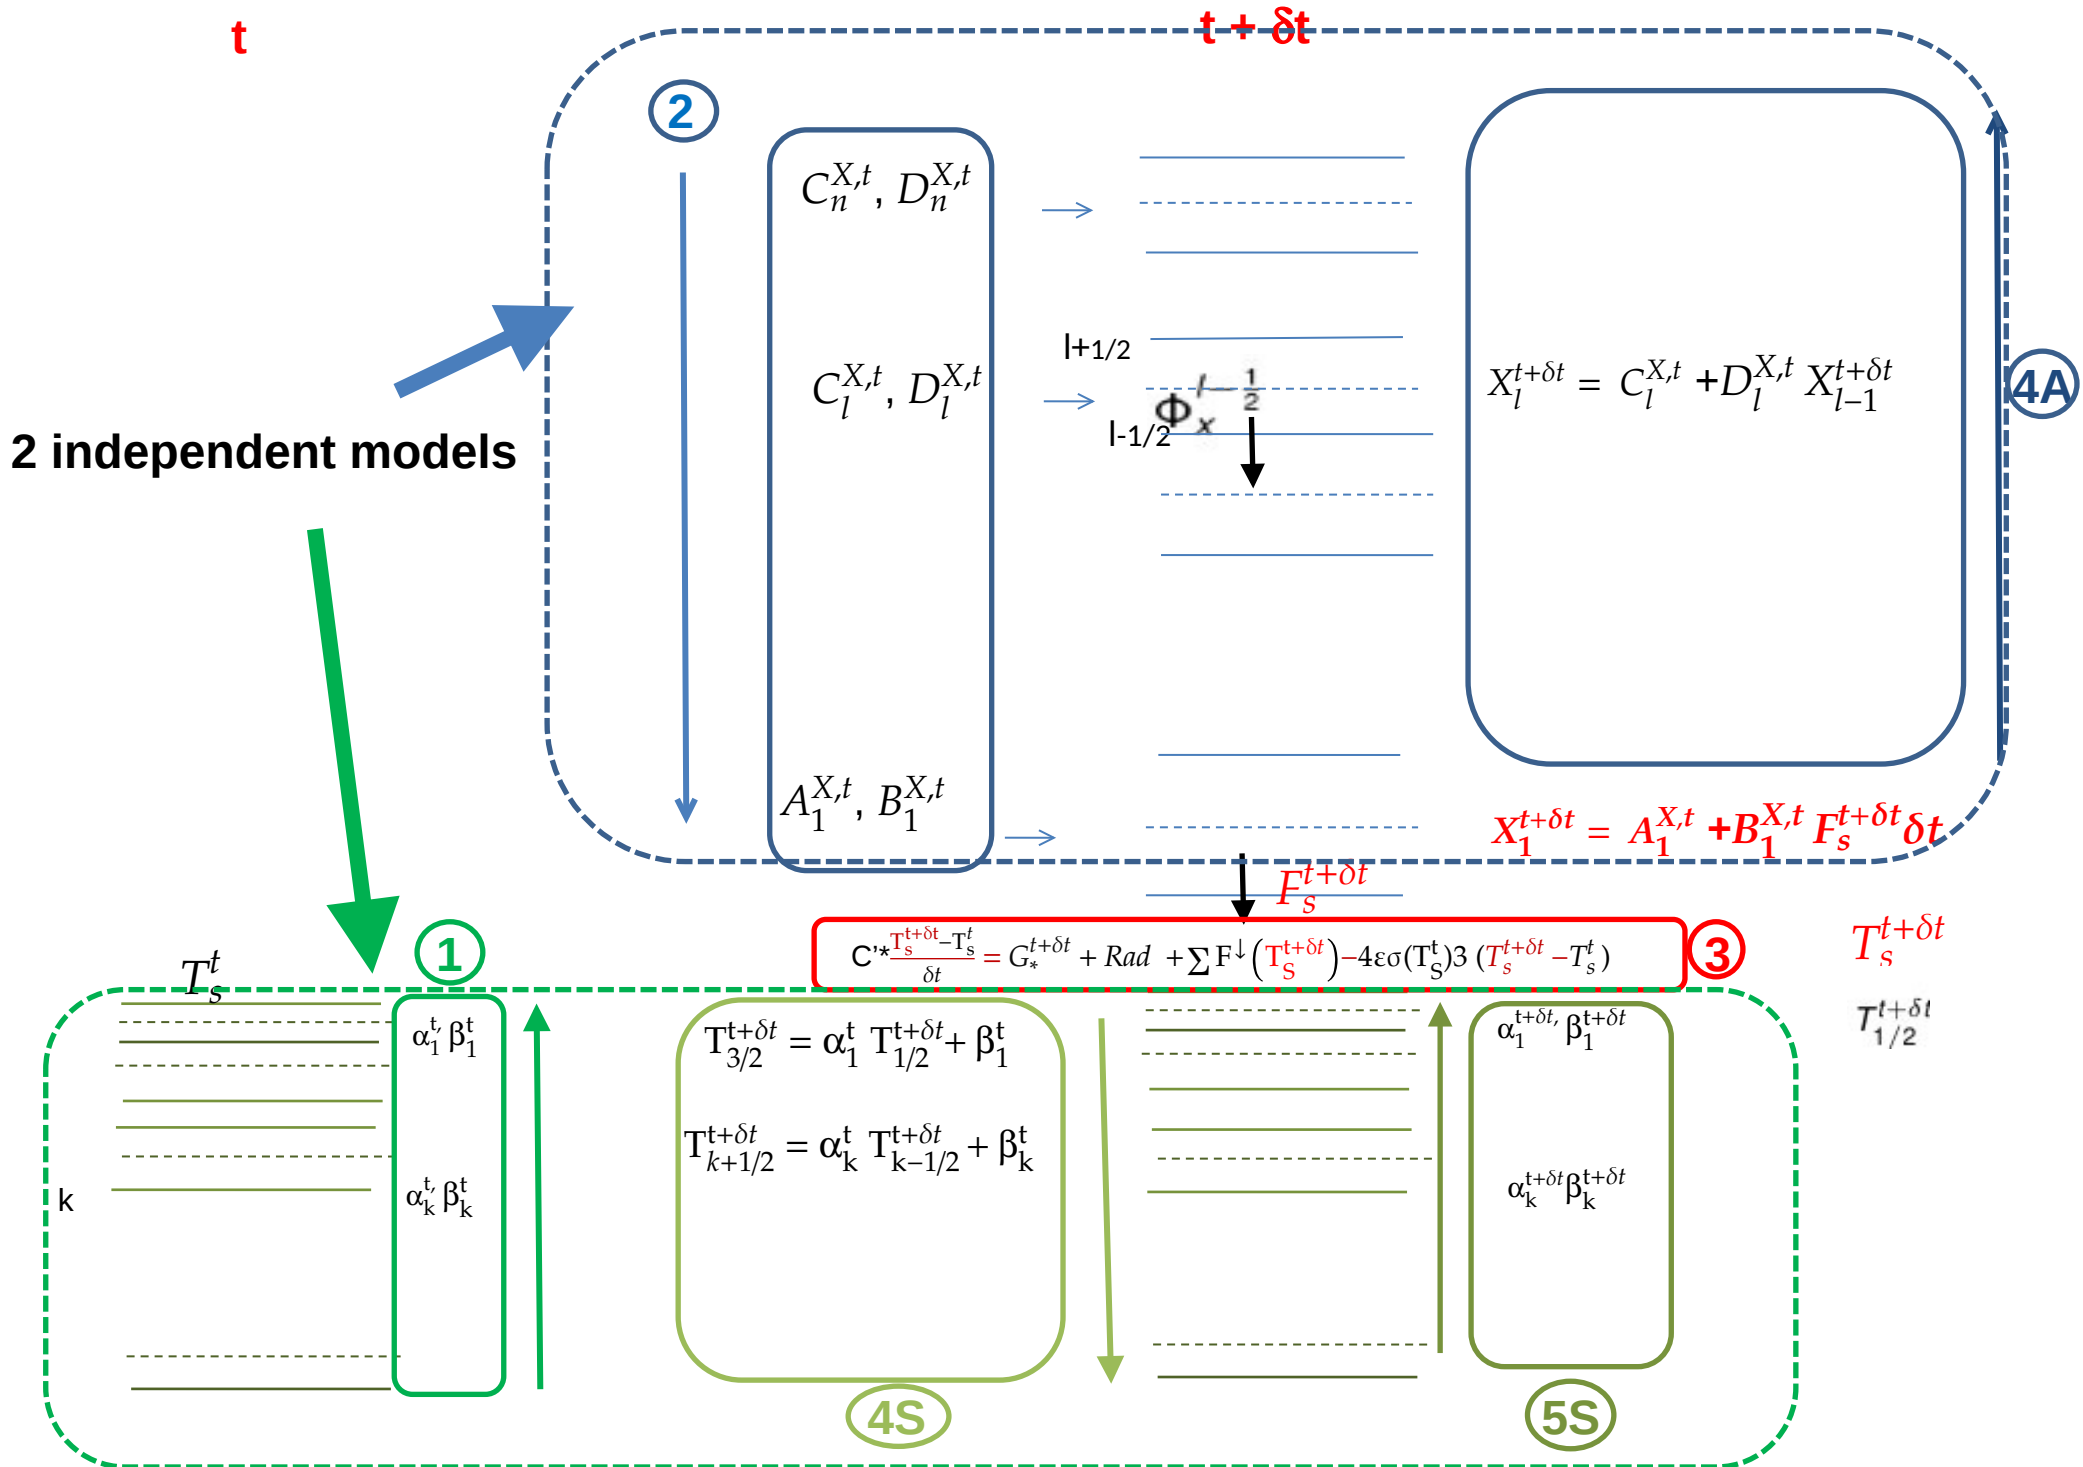 t
t + δt
2
C_n^{X,t}, D_n^{X,t}
l+1/2
C_l^{X,t}, D_l^{X,t}
Φ_x^{l-1/2}
l-1/2
X_l^{t+δt} = C_l^{X,t} +D_l^{X,t} X_{l−1}^{t+δt}
4A
2 independent models
A_1^{X,t}, B_1^{X,t}
X_1^{t+δt} = A_1^{X,t} +B_1^{X,t} F_s^{t+δt} δt
F_s^{t+δt}
1
C'* (T_s^{t+δt}−T_s^t)/δt = G_*^{t+δt} + Rad + ∑ F^↓(T_S^{t+δt})−4εσ(T_S^t)3 (T_s^{t+δt} −T_s^t)
3
T_s^{t+δt}
T_s^t
T_{1/2}^{t+δt}
α_1^{t,} β_1^t
T_{3/2}^{t+δt} = α_1^t T_{1/2}^{t+δt} + β_1^t
α_1^{t+δt,} β_1^{t+δt}
T_{k+1/2}^{t+δt} = α_k^t T_{k−1/2}^{t+δt} + β_k^t
k
α_k^{t,} β_k^t
α_k^{t+δt} β_k^{t+δt}
4S
5S